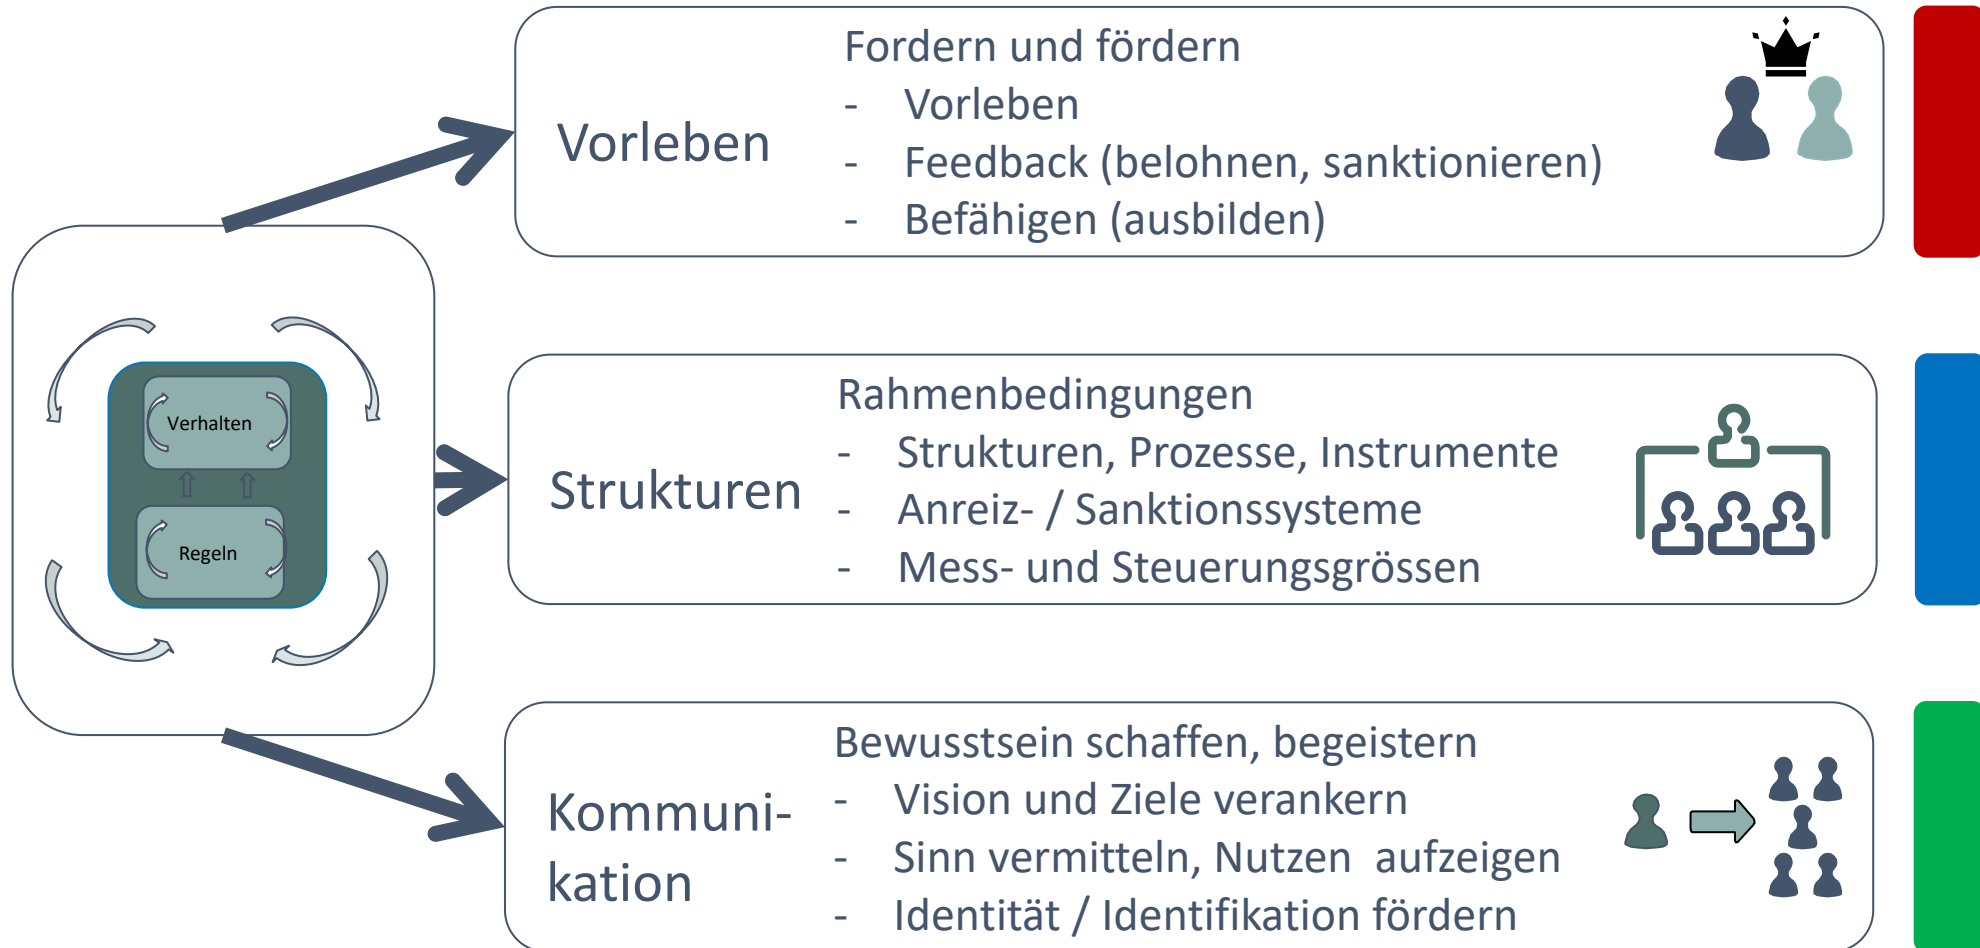 Fordern und fördern
Vorleben
- Vorleben
- Feedback (belohnen, sanktionieren)
- Befähigen (ausbilden)
Verhalten
Regeln
Rahmenbedingungen
Strukturen
- Strukturen, Prozesse, Instrumente
- Anreiz- / Sanktionssysteme
- Mess- und Steuerungsgrössen
Bewusstsein schaffen, begeistern
Kommuni-
kation
- Vision und Ziele verankern
- Sinn vermitteln, Nutzen  aufzeigen
- Identität / Identifikation fördern